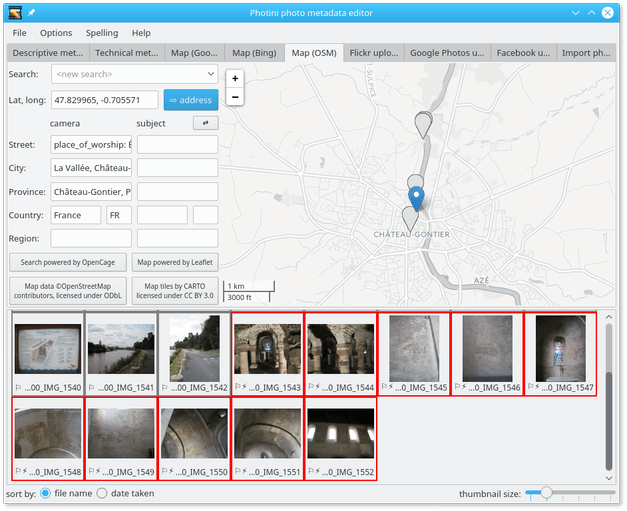 Photini photo metadata editor
File Options Spelling Help
Descriptive met... Technical met... Map (Goo... Map (Bing) Map (OSM) Flickr uplo... Google Photos u... Facebook u... Import ph...
Search: <new search>
Lat, long: 47.829965, -0.705571 ⇨ address
camera subject
Street: place_of_worship: É
City: La Vallée, Château-
Province: Château-Gontier, P
Country: France FR
Region:
Search powered by OpenCage Map powered by Leaflet
Map data ©OpenStreetMap
contributors, licensed under ODbL
Map tiles by CARTO
licensed under CC BY 3.0
+
−
T-SULPICE
CHÂTEAU-GONTIER
AZÉ
1 km
3000 ft
...00_IMG_1540 ...00_IMG_1541 ...00_IMG_1542 ...0_IMG_1543 ...0_IMG_1544 ...0_IMG_1545 ...0_IMG_1546 ...0_IMG_1547
...0_IMG_1548 ...0_IMG_1549 ...0_IMG_1550 ...0_IMG_1551 ...0_IMG_1552
sort by: file name date taken thumbnail size: